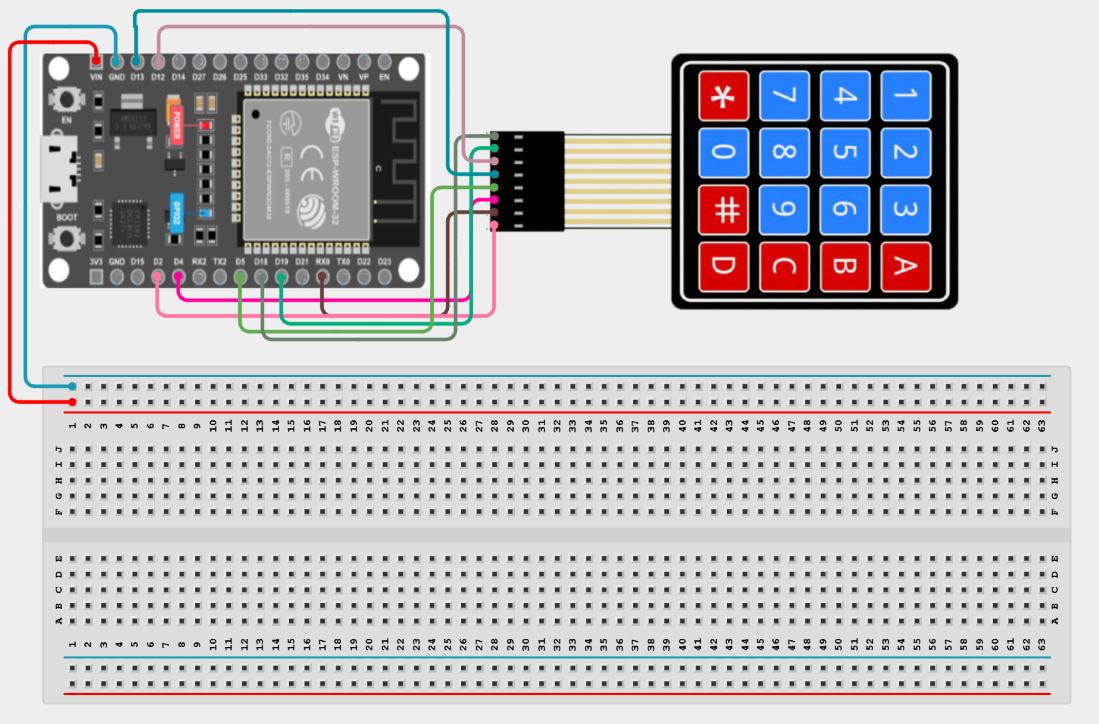 VIN GND D13 D12 D14 D27 D26 D25 D33 D32 D35 D34 VN VP EN
EN
POWER
Wi Fi
ESP-WROOM-32
CE
R
C
BOOT
GPIO2
3V3 GND D15 D2 D4 RX2 TX2 D5 D18 D19 D21 RX0 TX0 D22 D23
* 7 4 1
0 8 5 2
# 9 6 3
D C B A
1 2 3 4 5 6 7 8 9 10 11 12 13 14 15 16 17 18 19 20 21 22 23 24 25 26 27 28 29 30 31 32 33 34 35 36 37 38 39 40 41 42 43 44 45 46 47 48 49 50 51 52 53 54 55 56 57 58 59 60 61 62 63
J J
I I
H H
G G
F F
E E
D D
C C
B B
A A
1 2 3 4 5 6 7 8 9 10 11 12 13 14 15 16 17 18 19 20 21 22 23 24 25 26 27 28 29 30 31 32 33 34 35 36 37 38 39 40 41 42 43 44 45 46 47 48 49 50 51 52 53 54 55 56 57 58 59 60 61 62 63